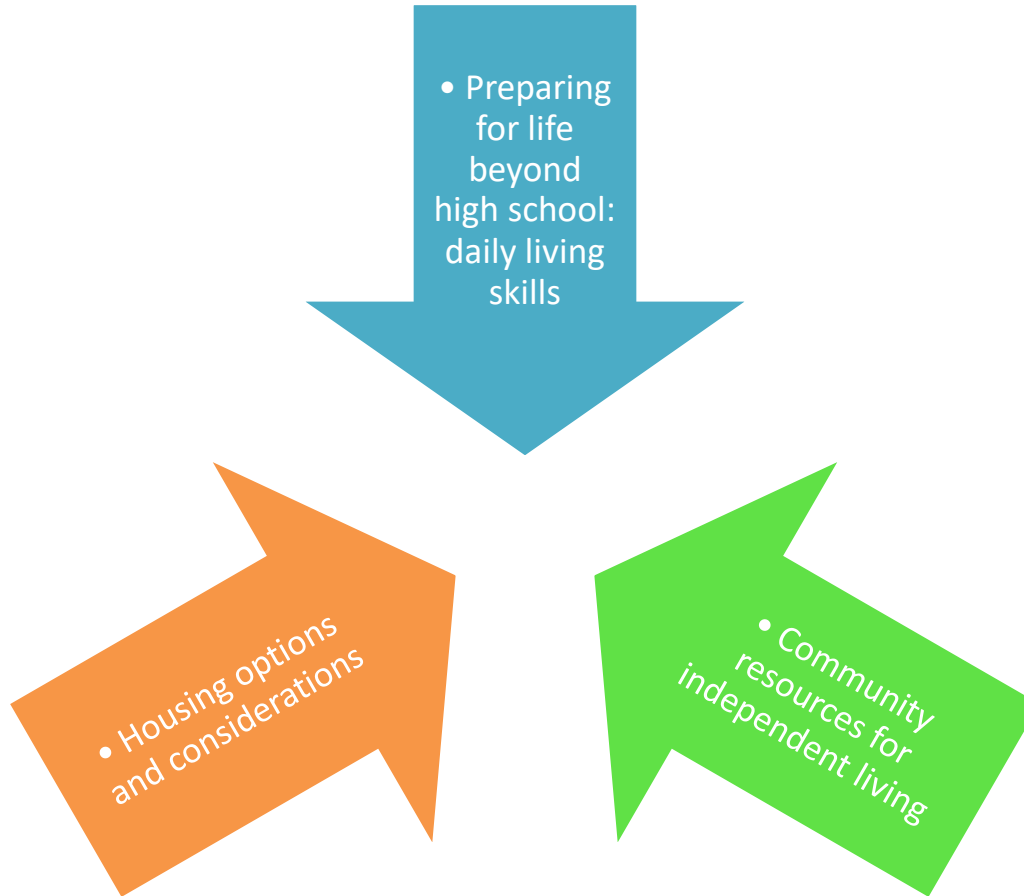 • Preparing
for life
beyond
high school:
daily living
skills
• Housing options
and considerations
• Community
resources for
independent living